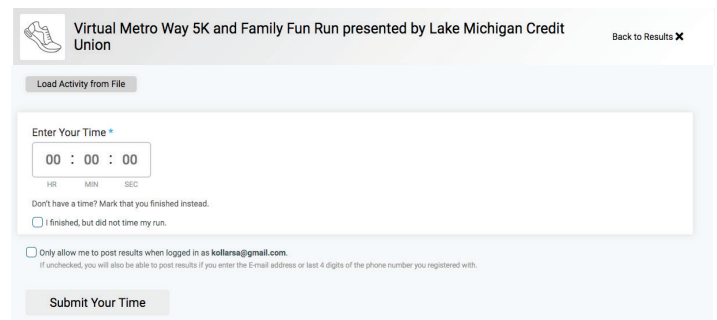 Virtual Metro Way 5K and Family Fun Run presented by Lake Michigan Credit
Union
Back to Results ✖
Load Activity from File
Enter Your Time *
00 : 00 : 00
HR MIN SEC
Don't have a time? Mark that you finished instead.
I finished, but did not time my run.
Only allow me to post results when logged in as kollarsa@gmail.com.
If unchecked, you will also be able to post results if you enter the E-mail address or last 4 digits of the phone number you registered with.
Submit Your Time